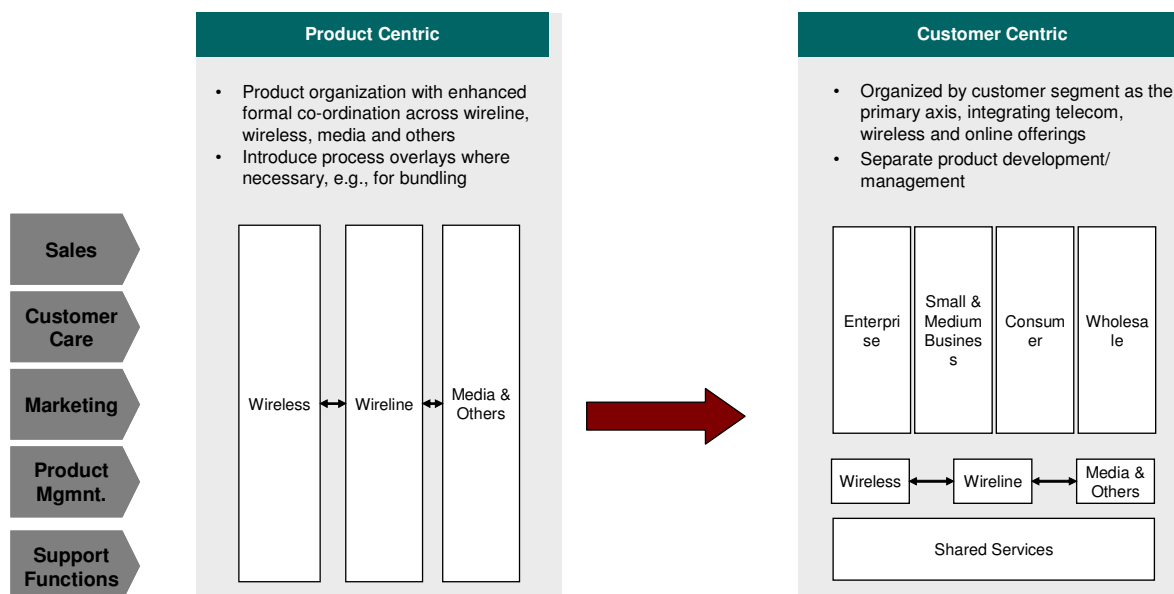 Product Centric
• Product organization with enhanced
formal co-ordination across wireline,
wireless, media and others
• Introduce process overlays where
necessary, e.g., for bundling
Customer Centric
• Organized by customer segment as the
primary axis, integrating telecom,
wireless and online offerings
• Separate product development/
management
Sales
Customer
Care
Marketing
Product
Mgmnt.
Support
Functions
Wireless
Wireline
Media &
Others
Enterpri
se
Small &
Medium
Busines
s
Consum
er
Wholesa
le
Wireless
Wireline
Media &
Others
Shared Services